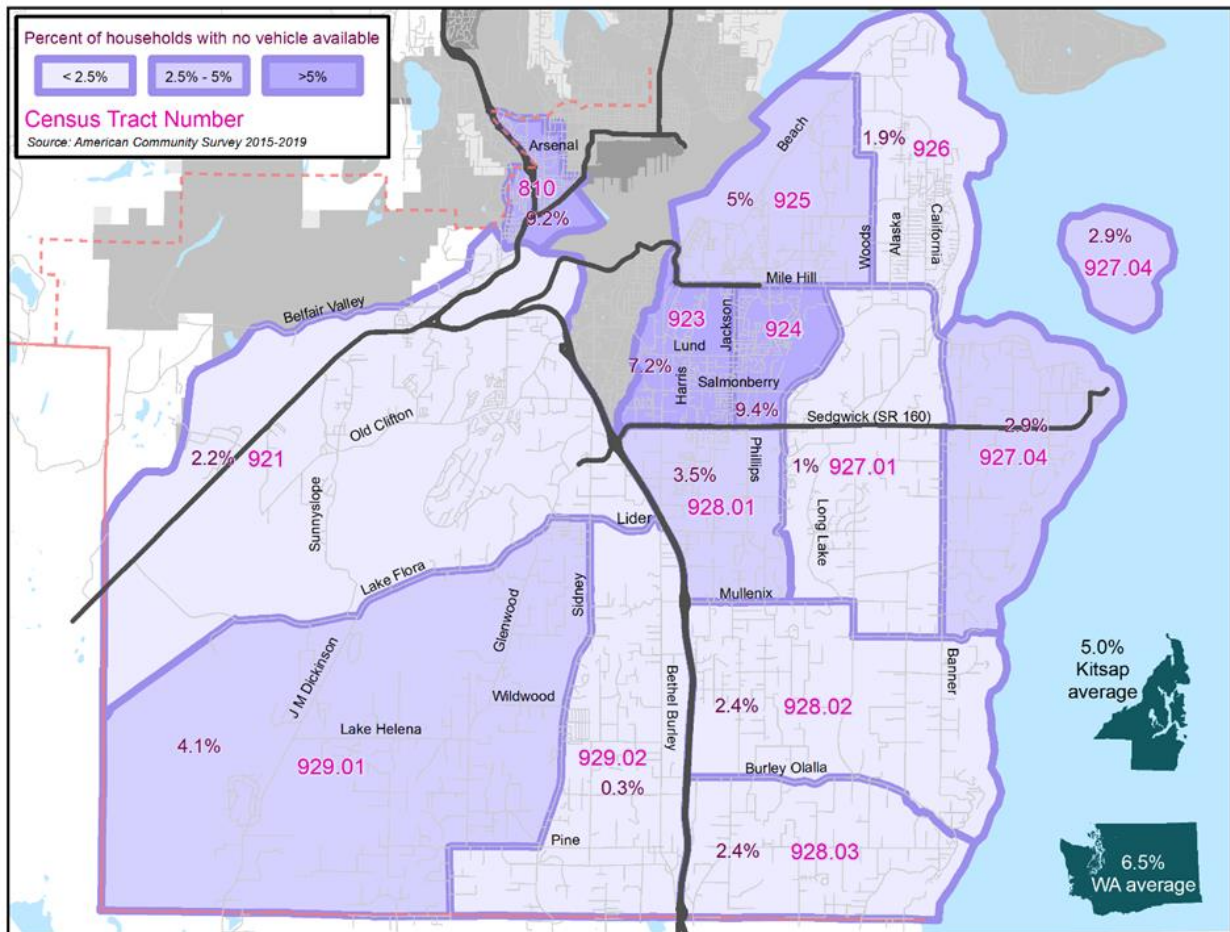 Percent of households with no vehicle available
< 2.5%
2.5% - 5%
>5%
Census Tract Number
Source: American Community Survey 2015-2019
Arsenal
810
9.2%
Beach
1.9%
926
5%
925
Woods
Alaska
California
2.9%
927.04
Mile Hill
Belfair Valley
923
Jackson
924
Lund
7.2%
Harris
Salmonberry
9.4%
Sedgwick (SR 160)
2.9%
927.04
Old Clifton
2.2%
921
Sunnyslope
3.5%
Phillips
1%
927.01
928.01
Long Lake
Lider
Lake Flora
Mullenix
Sidney
Glenwood
J M Dickinson
Wildwood
Bethel Burley
Banner
5.0%
Kitsap
average
2.4%
928.02
Lake Helena
4.1%
929.01
929.02
0.3%
Burley Olalla
Pine
2.4%
928.03
6.5%
WA average